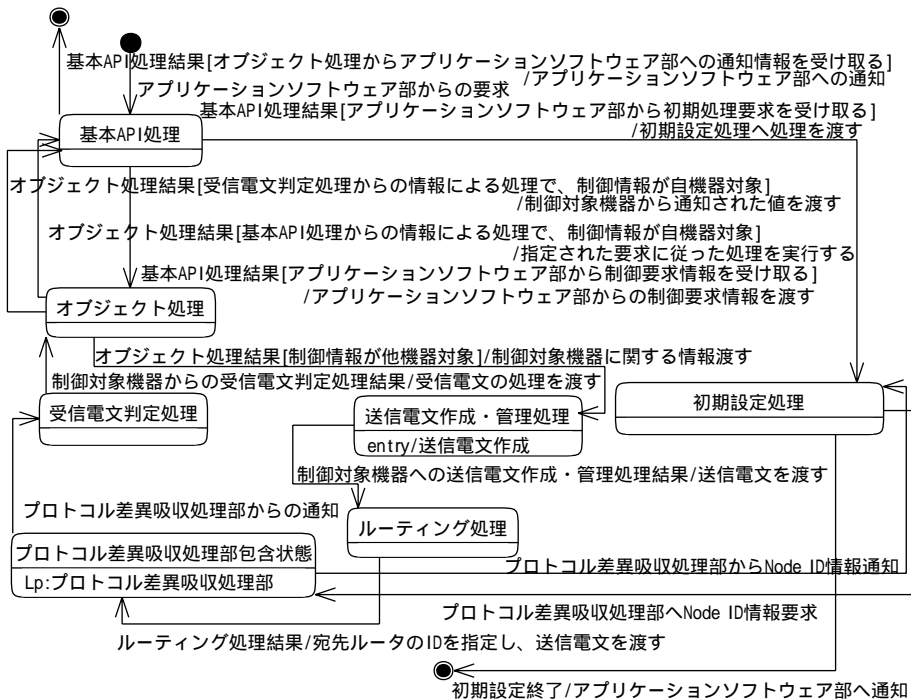 基本API処理結果[オブジェクト処理からアプリケーションソフトウェア部への通知情報を受け取る]
/アプリケーションソフトウェア部への通知
アプリケーションソフトウェア部からの要求
基本API処理結果[アプリケーションソフトウェア部から初期処理要求を受け取る]
/初期設定処理へ処理を渡す
基本API処理
オブジェクト処理結果[受信電文判定処理からの情報による処理で、制御情報が自機器対象]
/制御対象機器から通知された値を渡す
オブジェクト処理結果[基本API処理からの情報による処理で、制御情報が自機器対象]
/指定された要求に従った処理を実行する
基本API処理結果[アプリケーションソフトウェア部から制御要求情報を受け取る]
/アプリケーションソフトウェア部からの制御要求情報を渡す
オブジェクト処理
オブジェクト処理結果[制御情報が他機器対象]/制御対象機器に関する情報渡す
制御対象機器からの受信電文判定処理結果/受信電文の処理を渡す
受信電文判定処理
送信電文作成・管理処理
entry/送信電文作成
初期設定処理
制御対象機器への送信電文作成・管理処理結果/送信電文を渡す
プロトコル差異吸収処理部からの通知
ルーティング処理
プロトコル差異吸収処理部包含状態
Lp:プロトコル差異吸収処理部
プロトコル差異吸収処理部からNode ID情報通知
プロトコル差異吸収処理部へNode ID情報要求
ルーティング処理結果/宛先ルータのIDを指定し、送信電文を渡す
初期設定終了/アプリケーションソフトウェア部へ通知